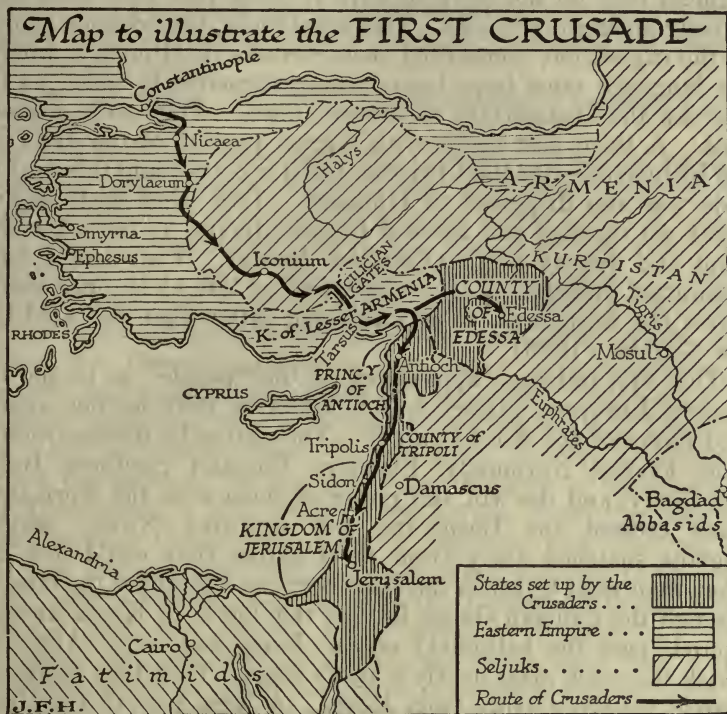 Map to illustrate the FIRST CRUSADE
Constantinople
Nicaea
Halys
ARMENIA
Dorylaeum
Smyrna
Ephesus
Iconium
CILICIAN
GATES
KURDISTAN
K. of Lesser ARMENIA
COUNTY
OF
EDESSA
Edessa
Tigris
RHODES
Tarsus
Mosul
PRINC.Y
OF
ANTIOCH
Antioch
CYPRUS
Euphrates
Tripolis
COUNTY of
TRIPOLI
Sidon
Damascus
Bagdad
Abbasids
Acre
KINGDOM OF
JERUSALEM
Alexandria
Jerusalem
Cairo
Fatimids
States set up by the
Crusaders . . .
Eastern Empire . . .
Seljuks . . . . . .
Route of Crusaders
J.F.H.